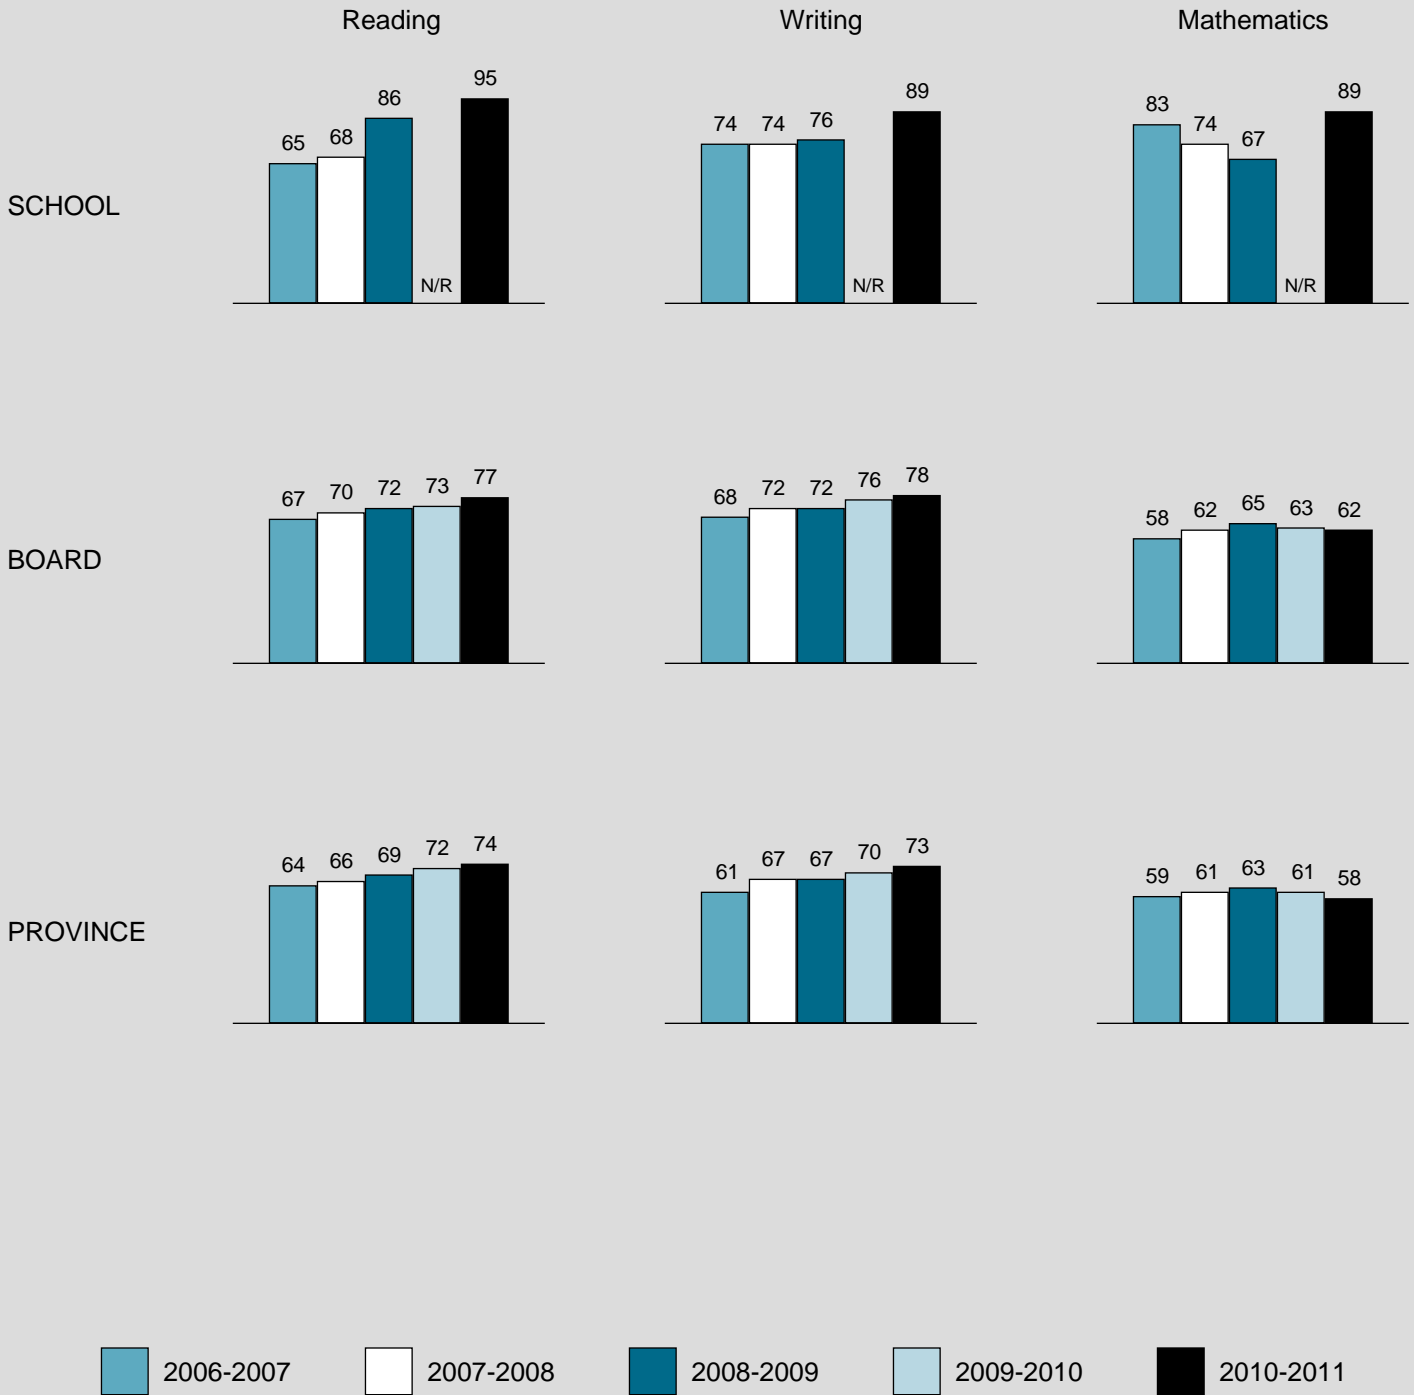 Reading Writing Mathematics
SCHOOL
65 68 86 N/R 95
74 74 76 N/R 89
83 74 67 N/R 89
BOARD
67 70 72 73 77
68 72 72 76 78
58 62 65 63 62
PROVINCE
64 66 69 72 74
61 67 67 70 73
59 61 63 61 58
2006-2007 2007-2008 2008-2009 2009-2010 2010-2011